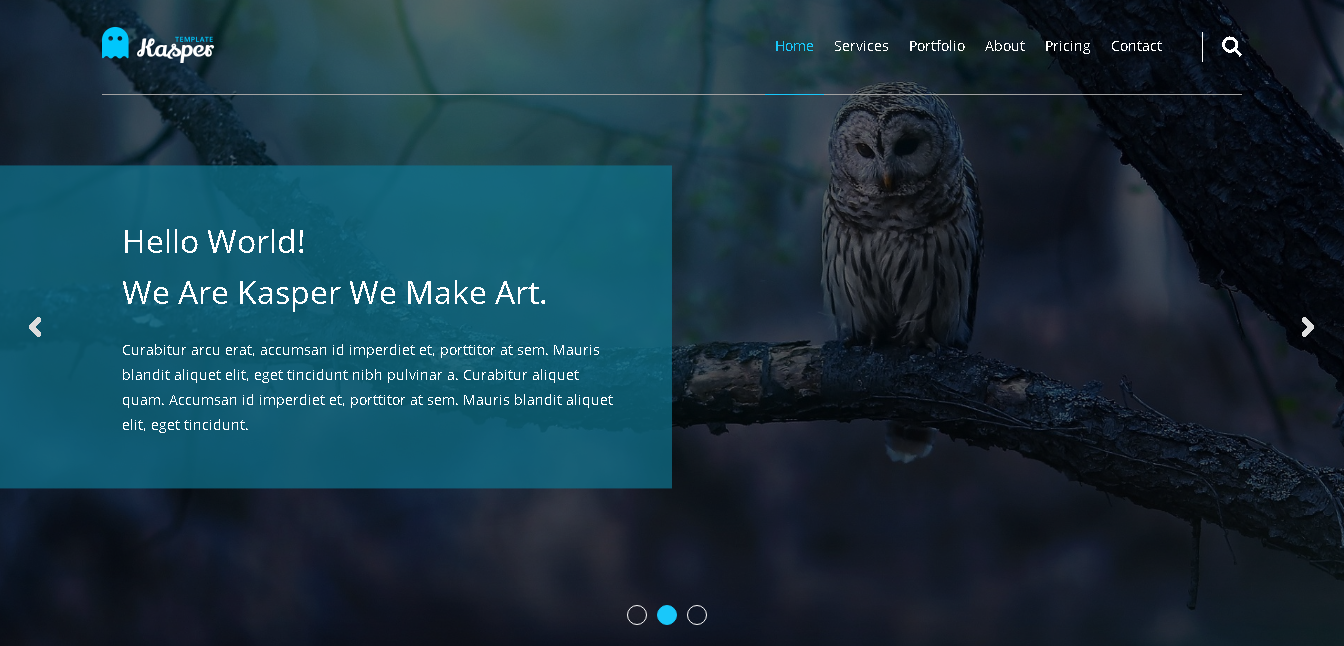 TEMPLATE
Kasper
Home Services Portfolio About Pricing Contact
Hello World!
We Are Kasper We Make Art.
Curabitur arcu erat, accumsan id imperdiet et, porttitor at sem. Mauris
blandit aliquet elit, eget tincidunt nibh pulvinar a. Curabitur aliquet
quam. Accumsan id imperdiet et, porttitor at sem. Mauris blandit aliquet
elit, eget tincidunt.